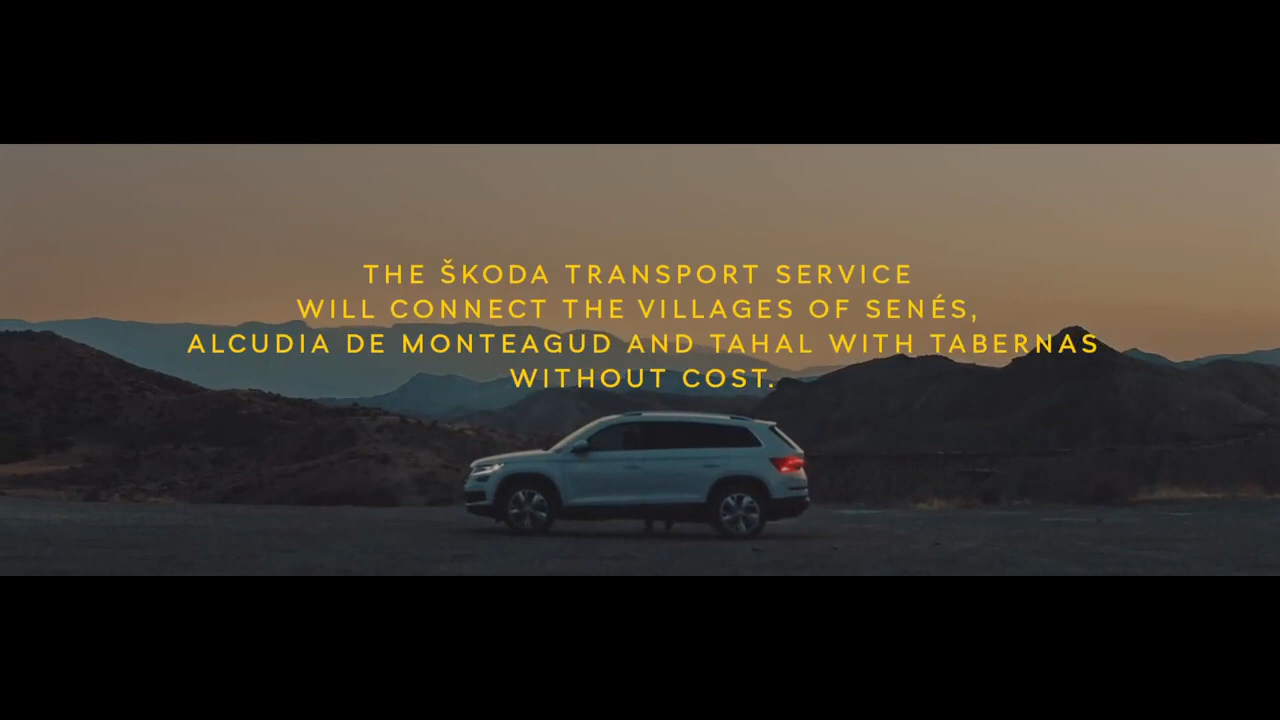 THE ŠKODA TRANSPORT SERVICE
WILL CONNECT THE VILLAGES OF SENÉS,
ALCUDIA DE MONTEAGUD AND TAHAL WITH TABERNAS
WITHOUT COST.